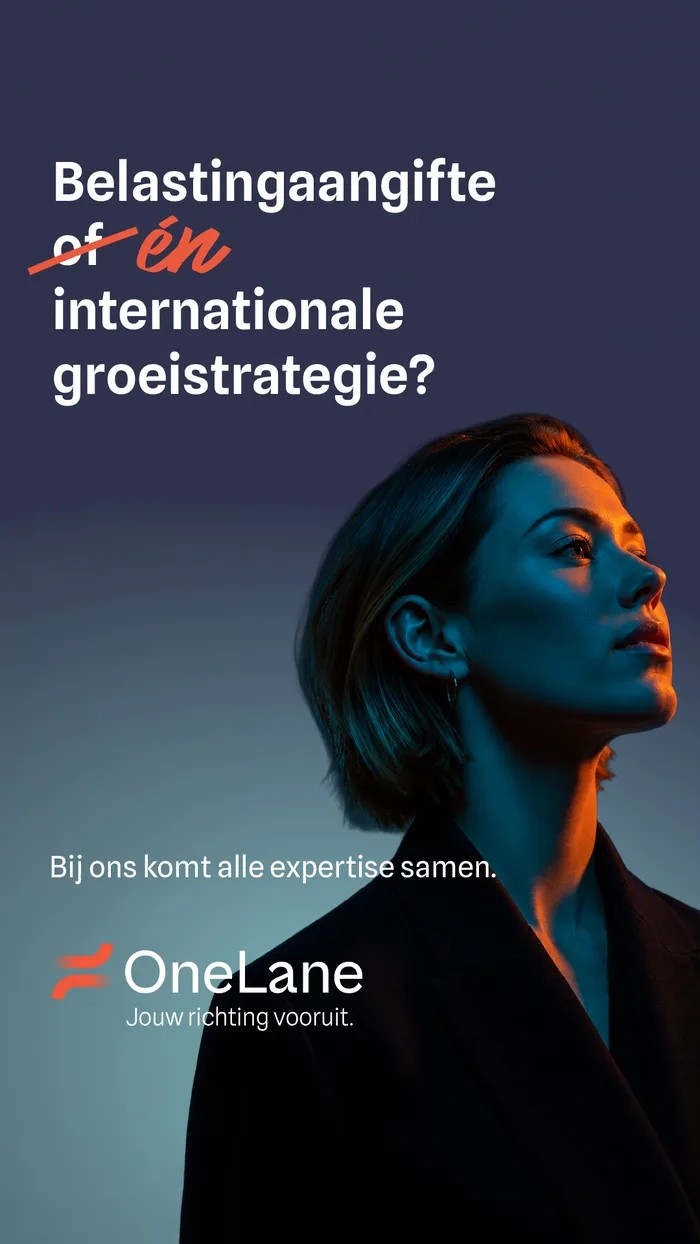 Belastingaangifte
of én
internationale
groeistrategie?
Bij ons komt alle expertise samen.
OneLane
Jouw richting vooruit.